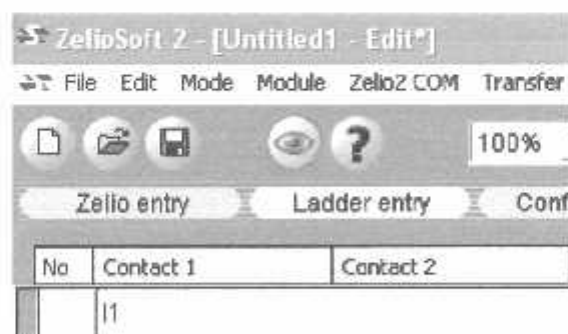 ZelioSoft 2 - [Untitled1 - Edit*]
File Edit Mode Module Zelio2 COM Transfer
100%
Zelio entry Ladder entry Conf
No Contact 1 Contact 2
I1